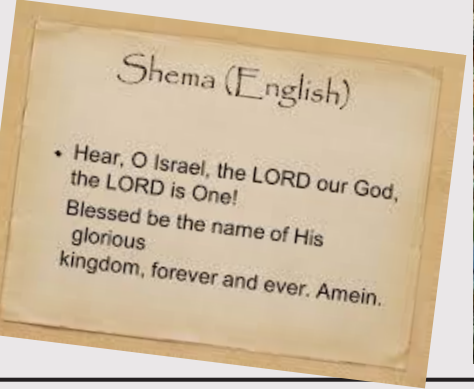 Shema (English)
• Hear, O Israel, the LORD our God,
the LORD is One!
Blessed be the name of His
glorious
kingdom, forever and ever. Amein.